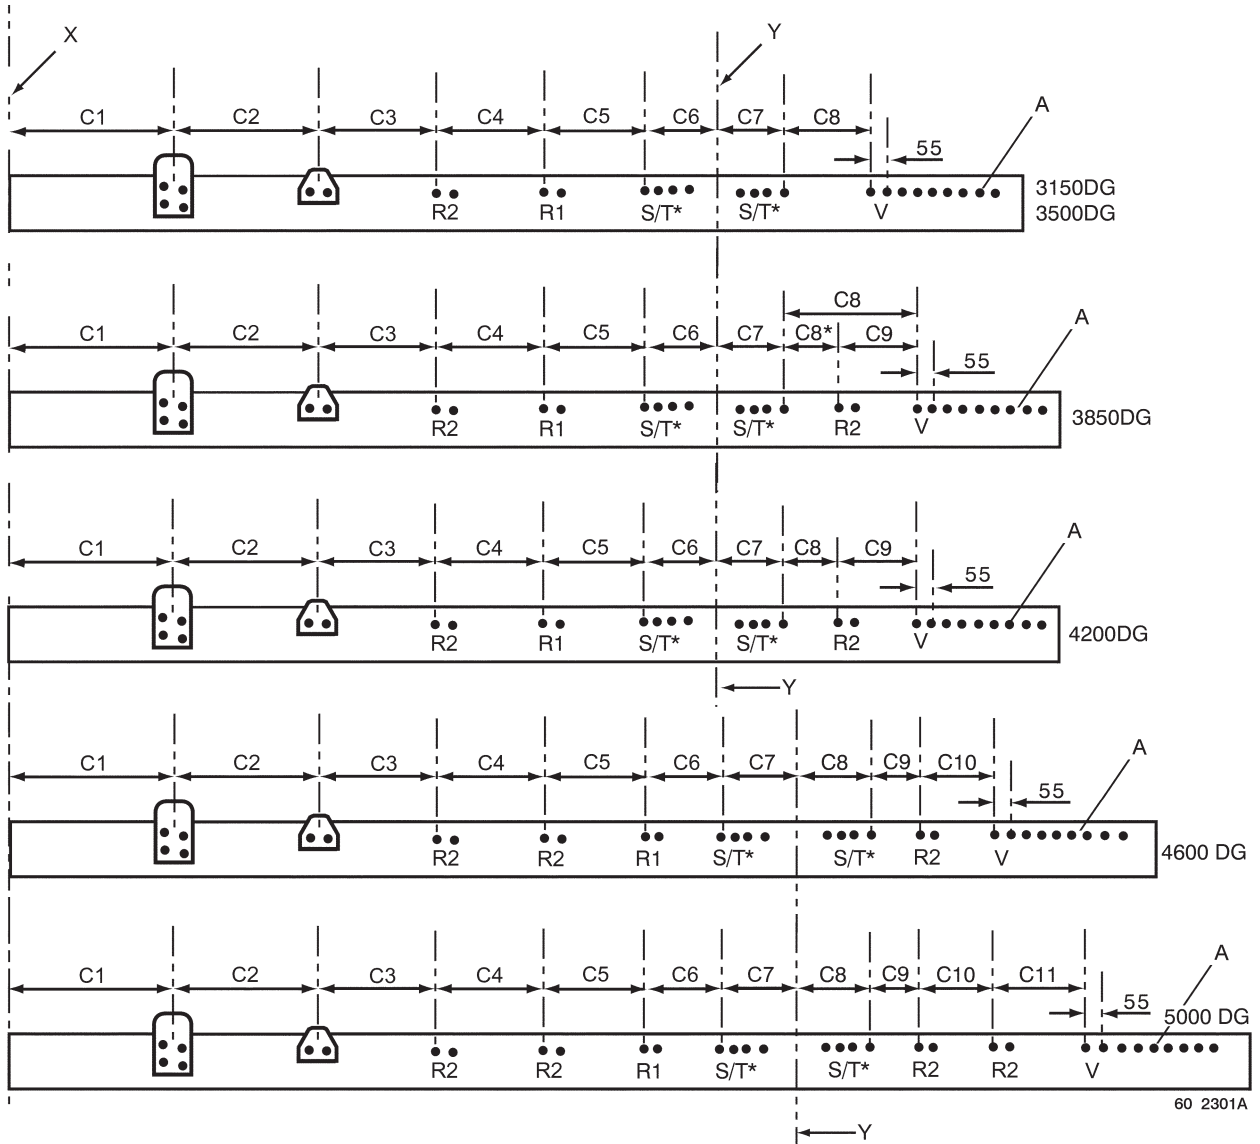 X
Y
C1 C2 C3 C4 C5 C6 C7 C8
A
55
R2 R1 S/T* S/T* V
3150DG
3500DG
C8
C1 C2 C3 C4 C5 C6 C7 C8* C9
A
55
R2 R1 S/T* S/T* R2 V
3850DG
C1 C2 C3 C4 C5 C6 C7 C8 C9
A
55
R2 R1 S/T* S/T* R2 V
4200DG
Y
C1 C2 C3 C4 C5 C6 C7 C8 C9 C10
A
55
R2 R2 R1 S/T* S/T* R2 V
4600 DG
C1 C2 C3 C4 C5 C6 C7 C8 C9 C10 C11
A
55
5000 DG
R2 R2 R1 S/T* S/T* R2 R2 V
60 2301A
Y